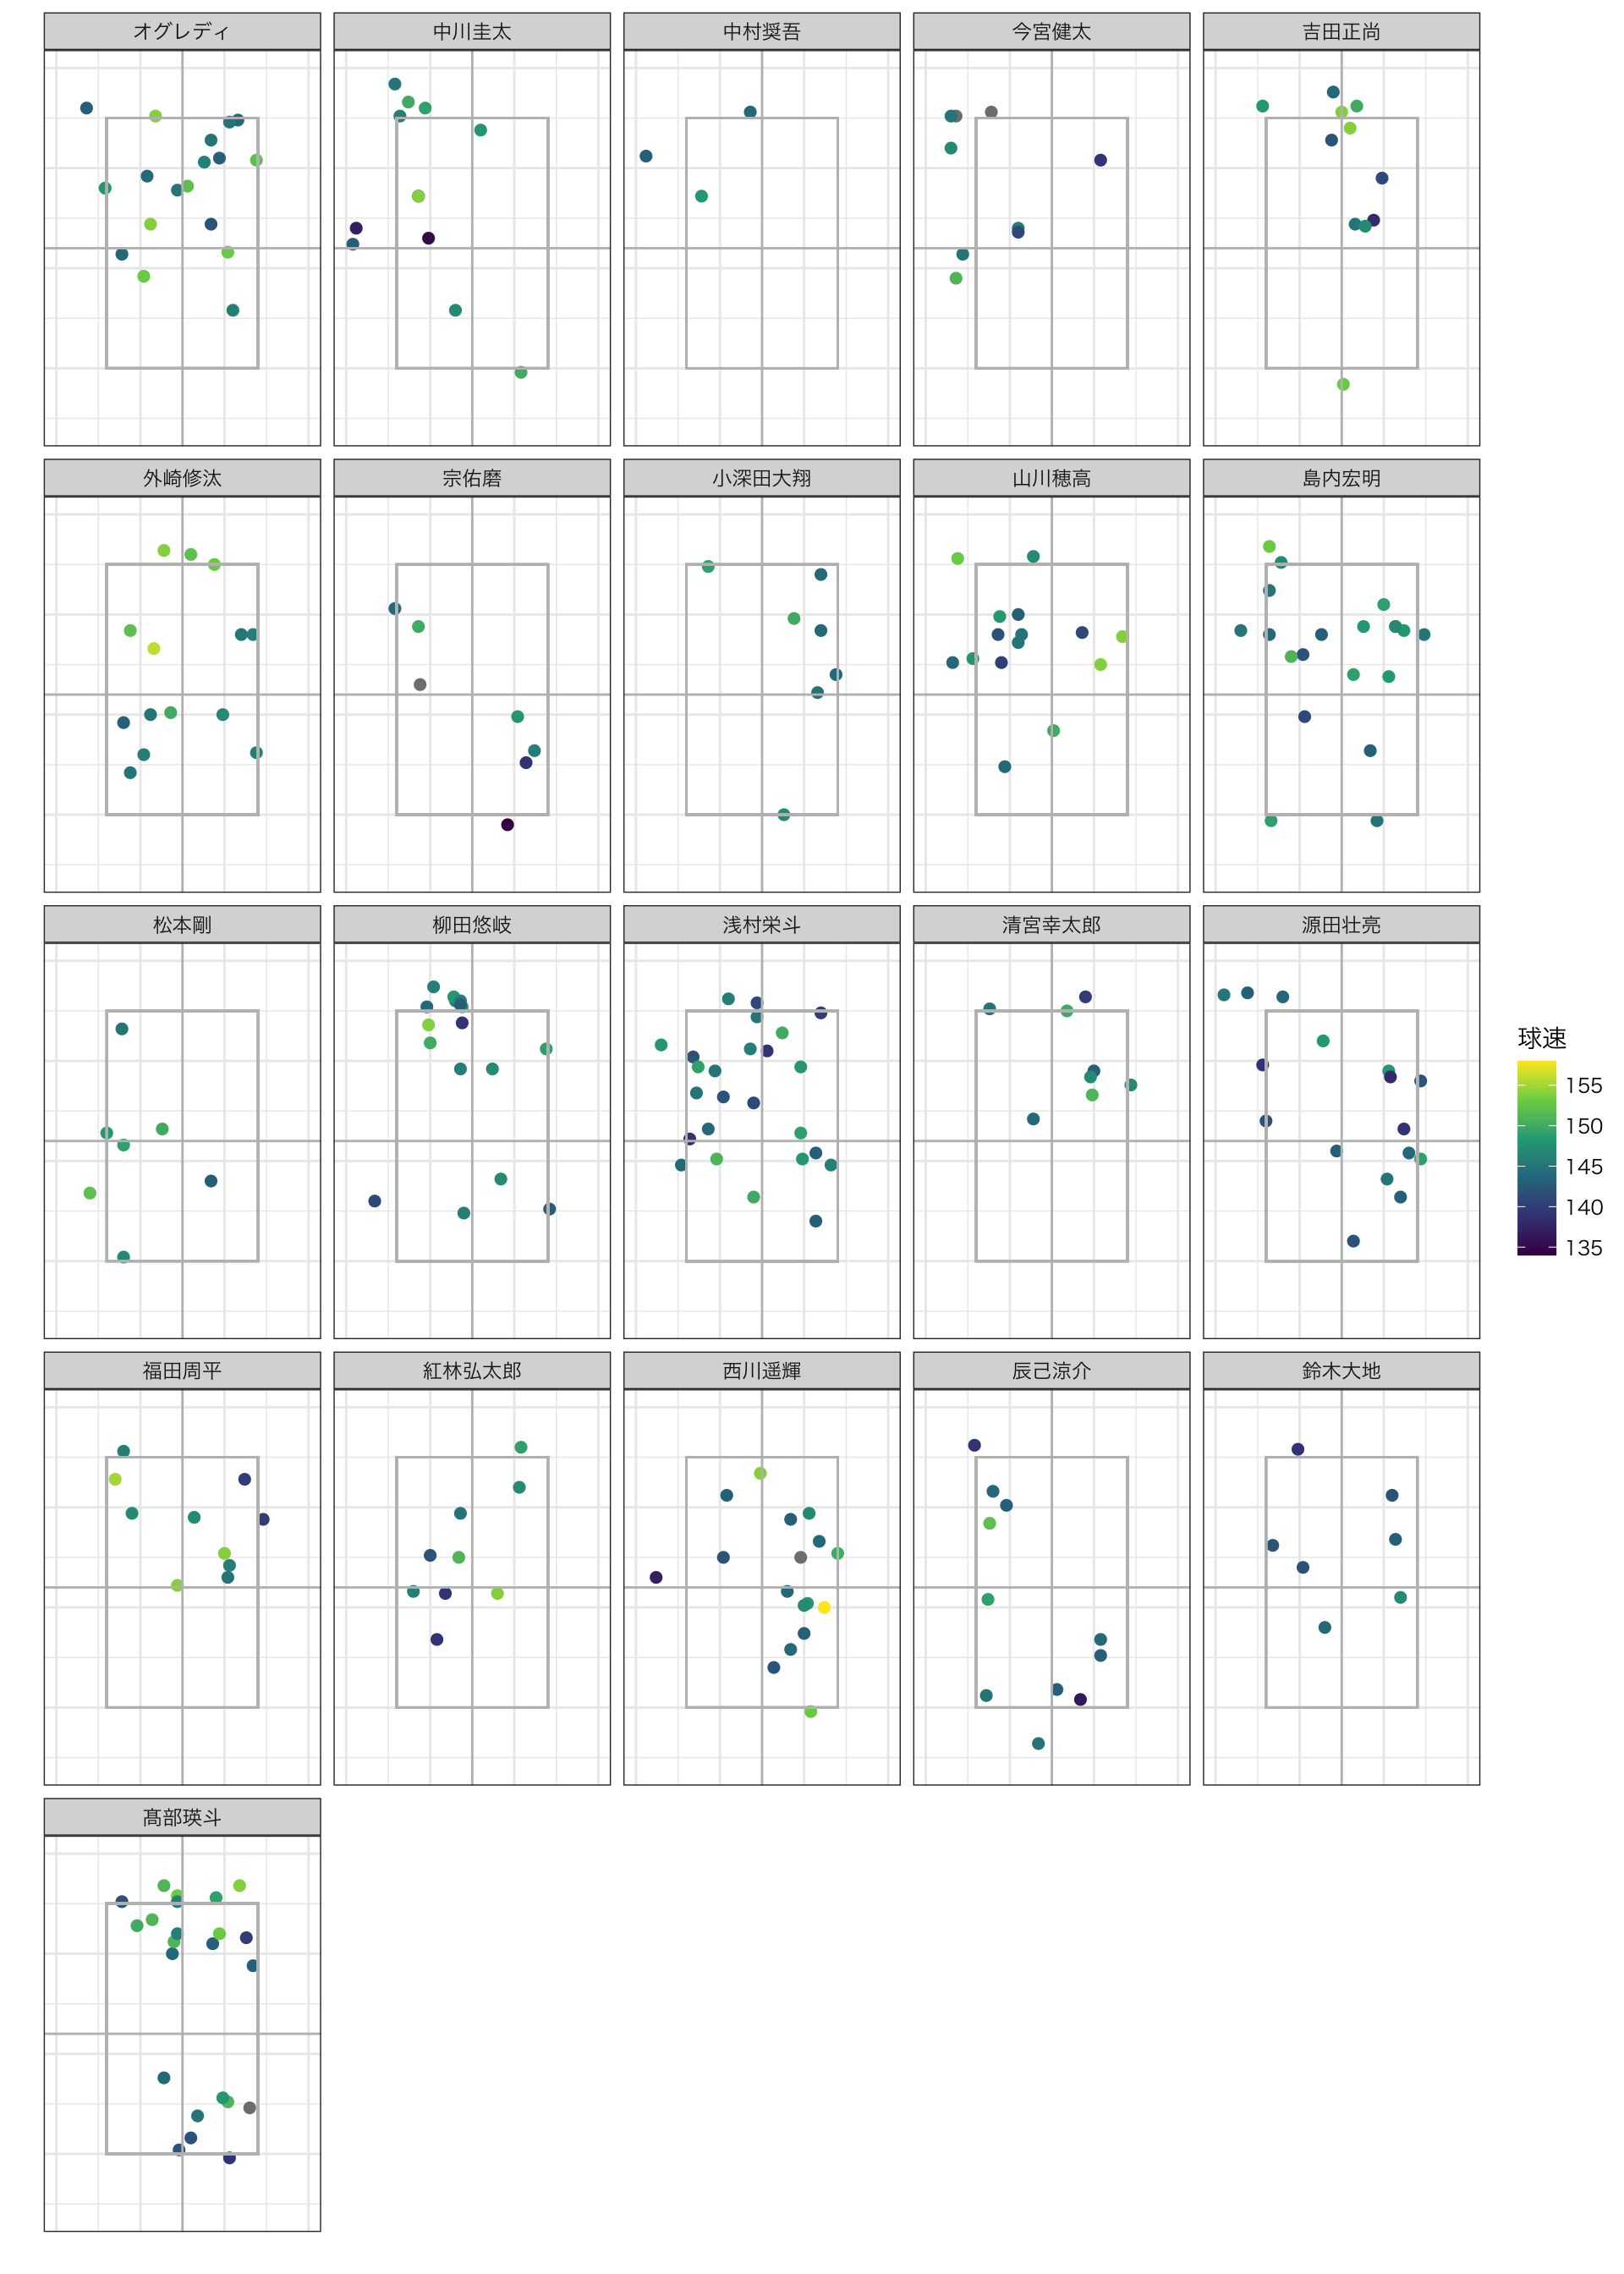 オグレディ
中川圭太
中村奨吾
今宮健太
吉田正尚
外崎修汰
宗佑磨
小深田大翔
山川穂高
島内宏明
松本剛
柳田悠岐
浅村栄斗
清宮幸太郎
源田壮亮
福田周平
紅林弘太郎
西川遥輝
辰己涼介
鈴木大地
髙部瑛斗
球速
155
150
145
140
135